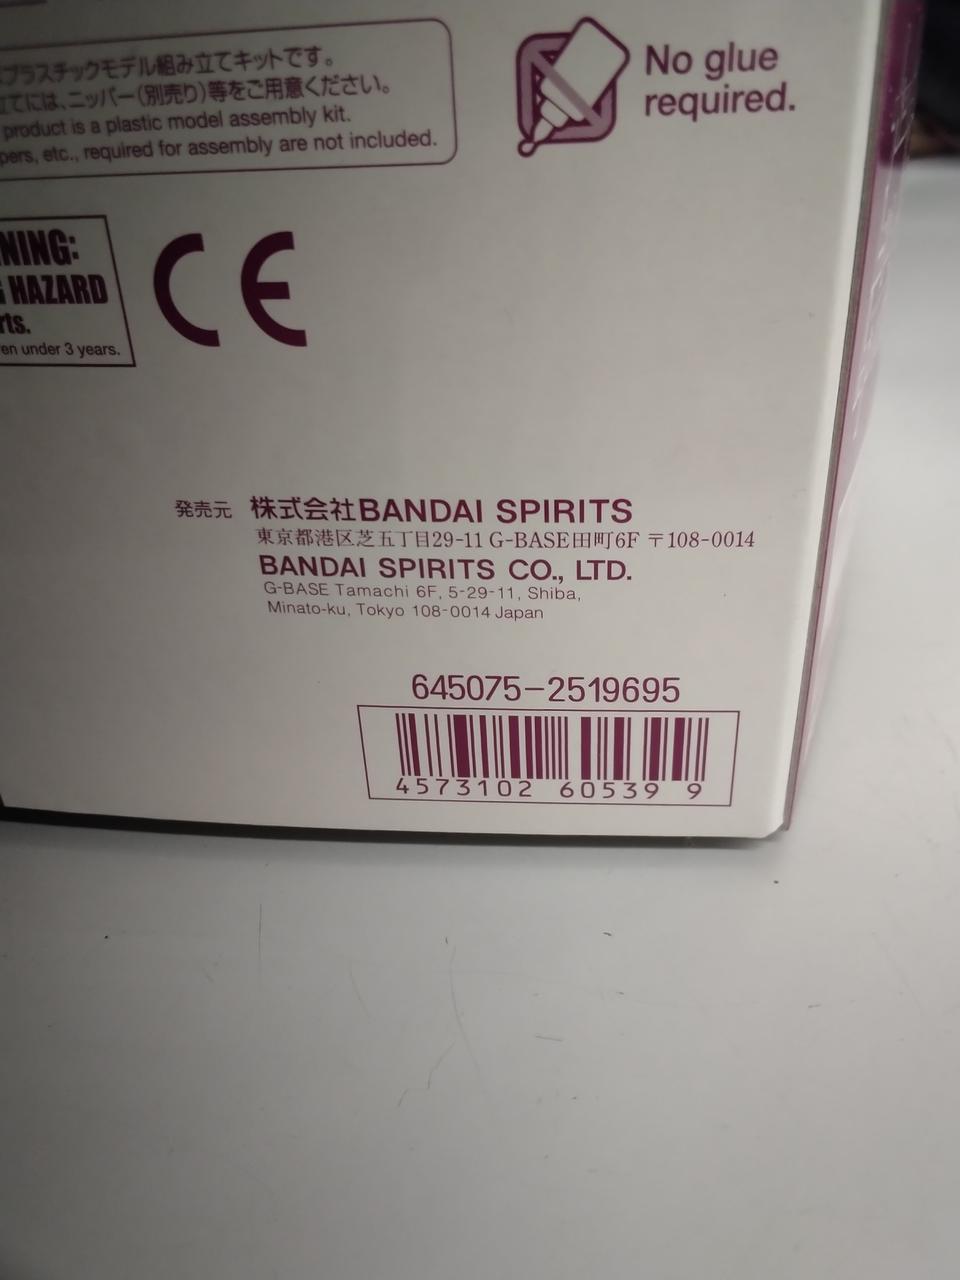 プラスチックモデル組み立てキットです。
立てには、ニッパー(別売り)等をご用意ください。
product is a plastic model assembly kit.
pers, etc., required for assembly are not included.
No glue
required.
NING:
HAZARD
rts.
en under 3 years.
CE
発売元 株式会社BANDAI SPIRITS
東京都港区芝五丁目29-11 G-BASE田町6F 〒108-0014
BANDAI SPIRITS CO., LTD.
G-BASE Tamachi 6F, 5-29-11, Shiba,
Minato-ku, Tokyo 108-0014 Japan
645075-2519695
4573102 60539 9